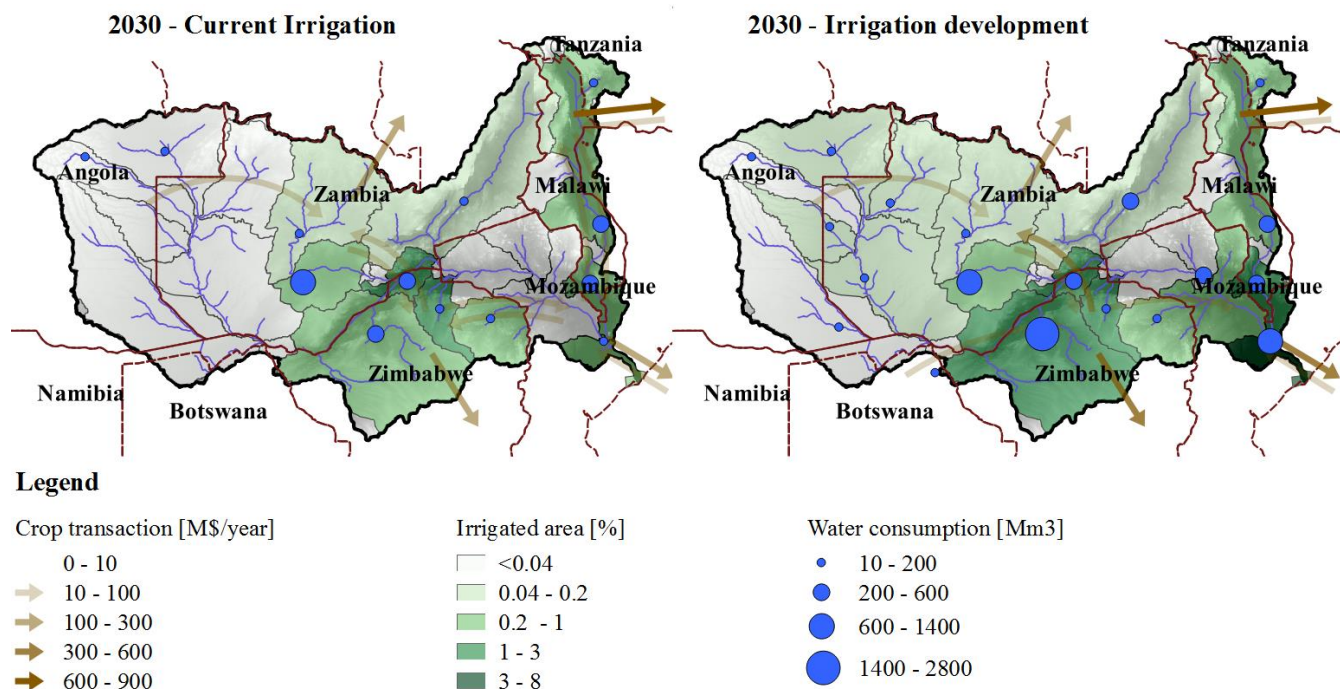 2030 - Current Irrigation
2030 - Irrigation development
Tanzania
Angola
Zambia
Malawi
Mozambique
Zimbabwe
Namibia
Botswana
Tanzania
Angola
Zambia
Malawi
Mozambique
Zimbabwe
Namibia
Botswana
Legend
Crop transaction [M$/year]
0 - 10
10 - 100
100 - 300
300 - 600
600 - 900
Irrigated area [%]
<0.04
0.04 - 0.2
0.2 - 1
1 - 3
3 - 8
Water consumption [Mm3]
10 - 200
200 - 600
600 - 1400
1400 - 2800